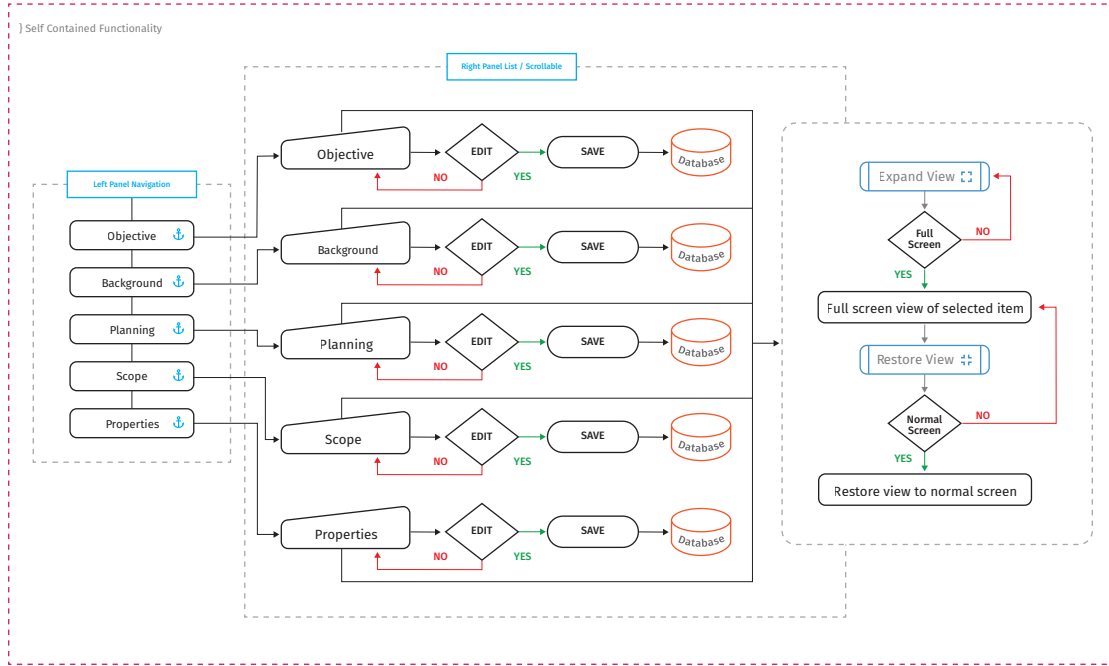 } Self Contained Functionality
Right Panel List / Scrollable
Left Panel Navigation
Objective
Background
Planning
Scope
Properties
Objective
EDIT
SAVE
Database
NO
YES
Background
EDIT
SAVE
Database
NO
YES
Planning
EDIT
SAVE
Database
NO
YES
Scope
EDIT
SAVE
Database
NO
YES
Properties
EDIT
SAVE
Database
NO
YES
Expand View
Full
Screen
NO
YES
Full screen view of selected item
Restore View
Normal
Screen
NO
YES
Restore view to normal screen